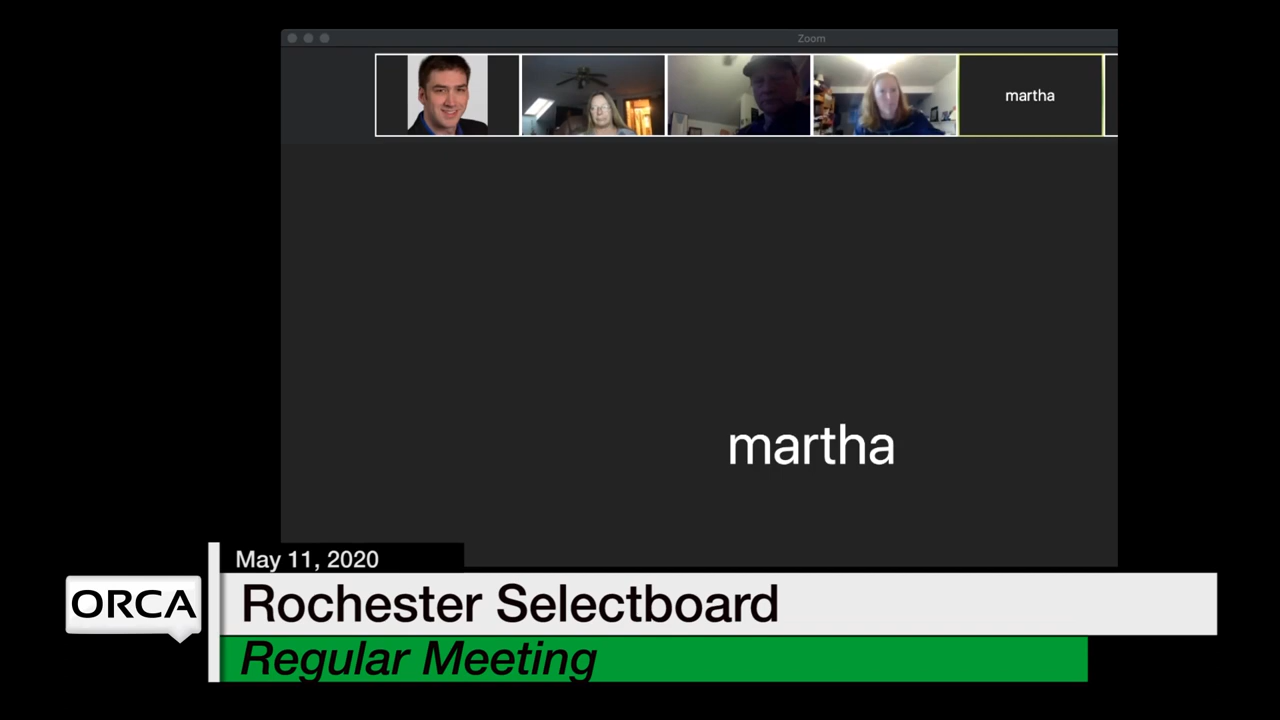 Zoom
martha
martha
May 11, 2020
ORCA
Rochester Selectboard
Regular Meeting